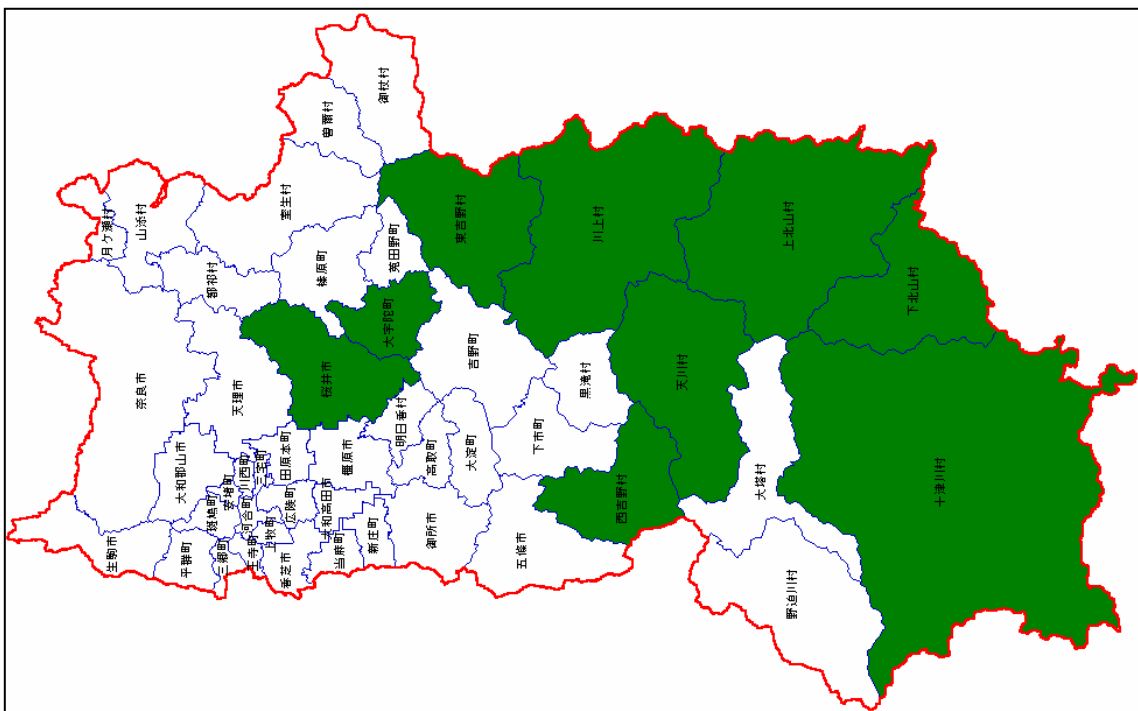 御杖村
曽爾村
室生村
月ケ瀬村
山添村
都祁村
榛原町
菟田野町
東吉野村
川上村
上北山村
下北山村
大宇陀町
桜井市
吉野町
黒滝村
天川村
奈良市
天理市
大和郡山市
川西町
三宅町
田原本町
橿原市
明日香村
高取町
大淀町
下市町
西吉野村
大塔村
十津川村
野迫川村
五條市
御所市
新庄町
当麻町
大和高田市
広陵町
香芝市
上牧町
王寺町
河合町
安堵町
斑鳩町
三郷町
平群町
生駒市